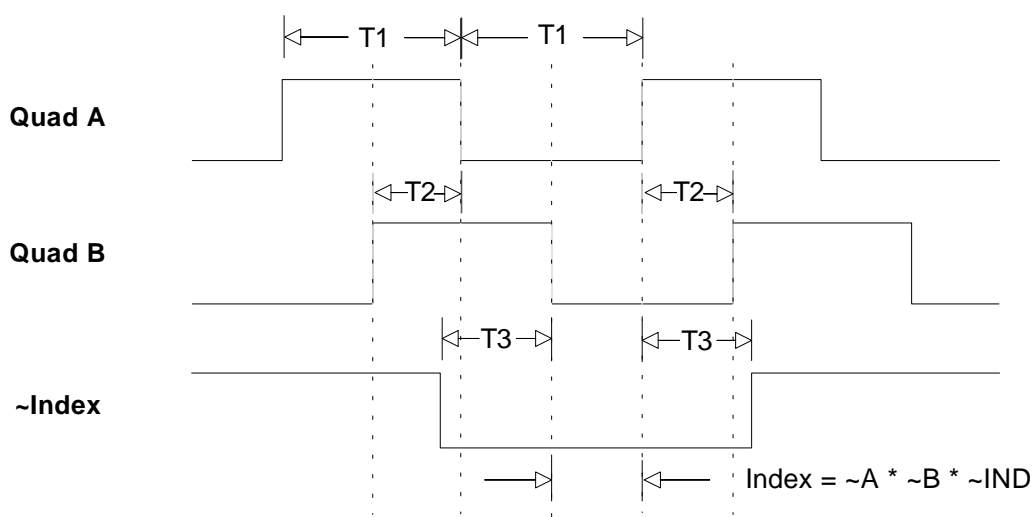 T1 T1
Quad A
T2 T2
Quad B
T3 T3
~Index
Index = ~A * ~B * ~IND